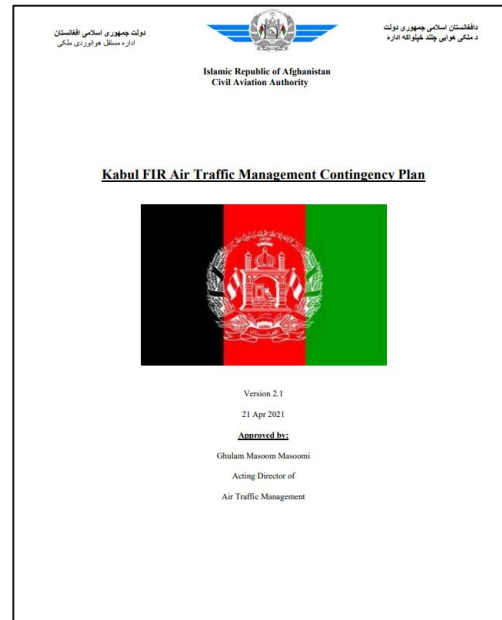 دولت جمهوری اسلامی افغانستان
اداره مستقل هوانوردی ملکی
دافغانستان اسلامی جمهوری دولت
د ملکی هوایی چلند خپلواکه اداره
Islamic Republic of Afghanistan
Civil Aviation Authority
Kabul FIR Air Traffic Management Contingency Plan
Version 2.1
21 Apr 2021
Approved by:
Ghulam Masoom Masoomi
Acting Director of
Air Traffic Management